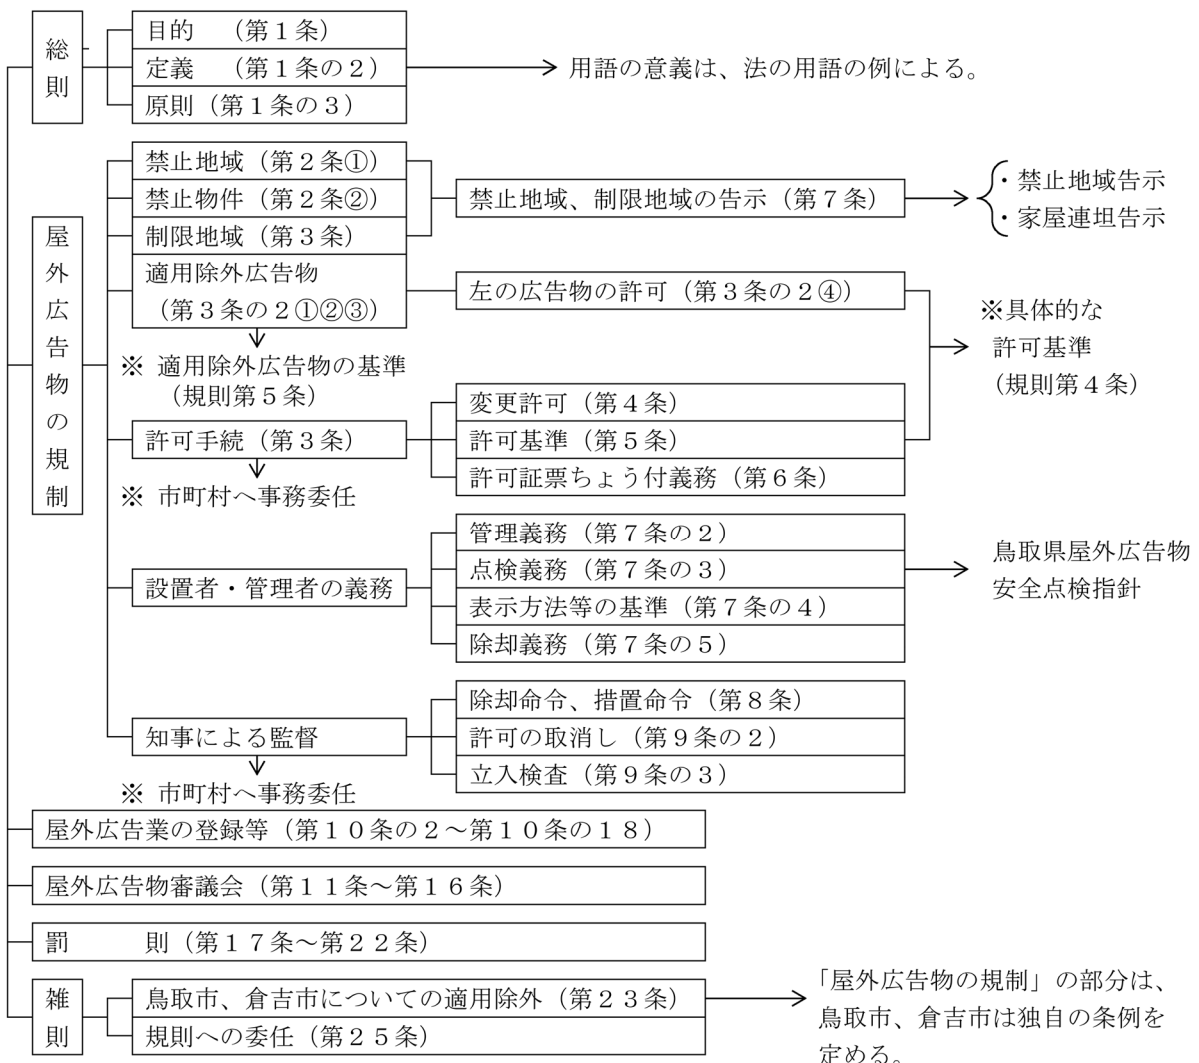 総則
目的 （第１条）
定義 （第１条の２）
原則（第１条の３）
用語の意義は、法の用語の例による。
屋外広告物の規制
禁止地域（第２条①）
禁止物件（第２条②）
制限地域（第３条）
適用除外広告物
（第３条の２①②③）
禁止地域、制限地域の告示（第７条）
・禁止地域告示
・家屋連坦告示
左の広告物の許可（第３条の２④）
※具体的な
許可基準
（規則第４条）
※ 適用除外広告物の基準
（規則第５条）
許可手続（第３条）
※ 市町村へ事務委任
変更許可（第４条）
許可基準（第５条）
許可証票ちょう付義務（第６条）
設置者・管理者の義務
管理義務（第７条の２）
点検義務（第７条の３）
表示方法等の基準（第７条の４）
除却義務（第７条の５）
鳥取県屋外広告物
安全点検指針
知事による監督
※ 市町村へ事務委任
除却命令、措置命令（第８条）
許可の取消し（第９条の２）
立入検査（第９条の３）
屋外広告業の登録等（第１０条の２～第１０条の１８）
屋外広告物審議会（第１１条～第１６条）
罰 則（第１７条～第２２条）
雑則
鳥取市、倉吉市についての適用除外（第２３条）
規則への委任（第２５条）
「屋外広告物の規制」の部分は、
鳥取市、倉吉市は独自の条例を
定める。